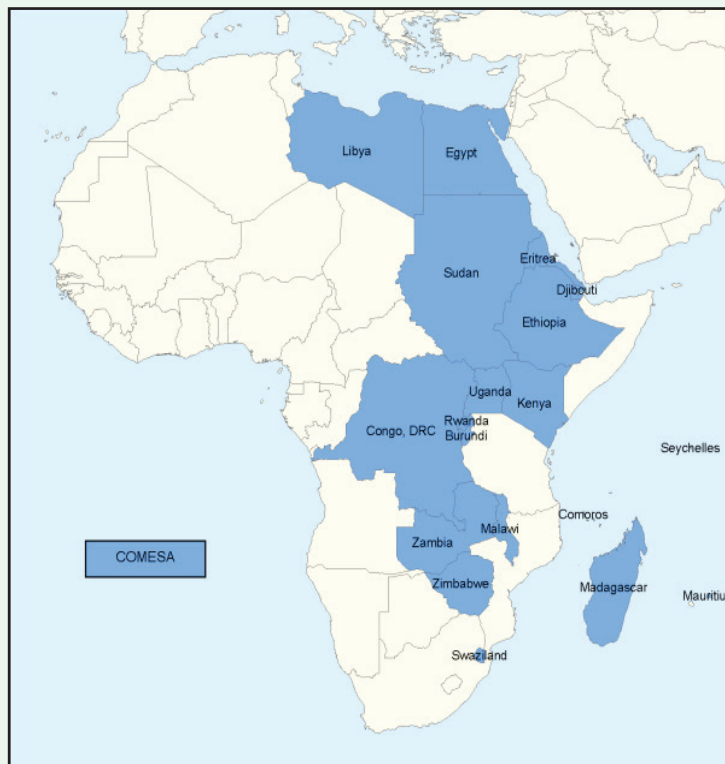 Libya
Egypt
Eritrea
Sudan
Djibouti
Ethiopia
Uganda
Kenya
Rwanda
Congo, DRC
Burundi
Seychelles
Comoros
Malawi
Zambia
COMESA
Zimbabwe
Madagascar
Mauritiu
Swaziland